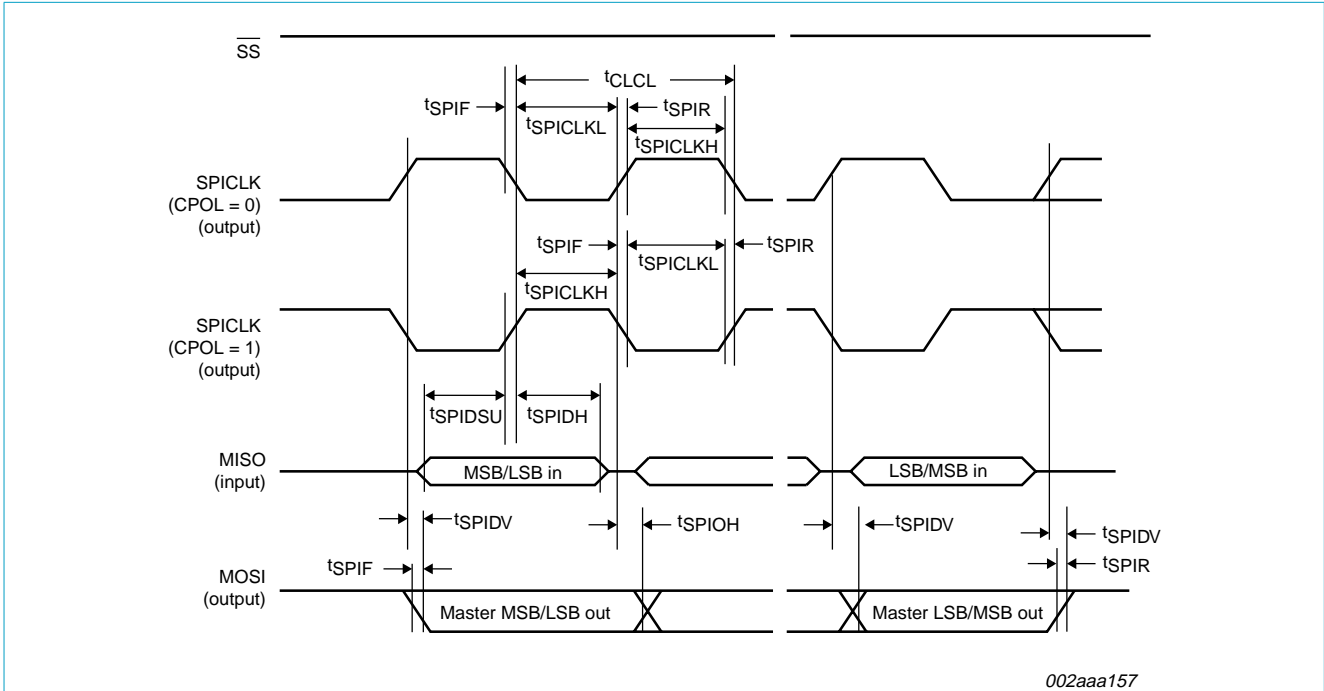 SS
tCLCL
tSPIF
tSPICLKL
tSPIR
tSPICLKH
SPICLK
(CPOL = 0)
(output)
tSPIF
tSPICLKL
tSPIR
tSPICLKH
SPICLK
(CPOL = 1)
(output)
tSPIDSU
tSPIDH
MISO
(input)
MSB/LSB in
LSB/MSB in
tSPIDV
tSPIOH
tSPIDV
tSPIDV
tSPIF
tSPIR
MOSI
(output)
Master MSB/LSB out
Master LSB/MSB out
002aaa157